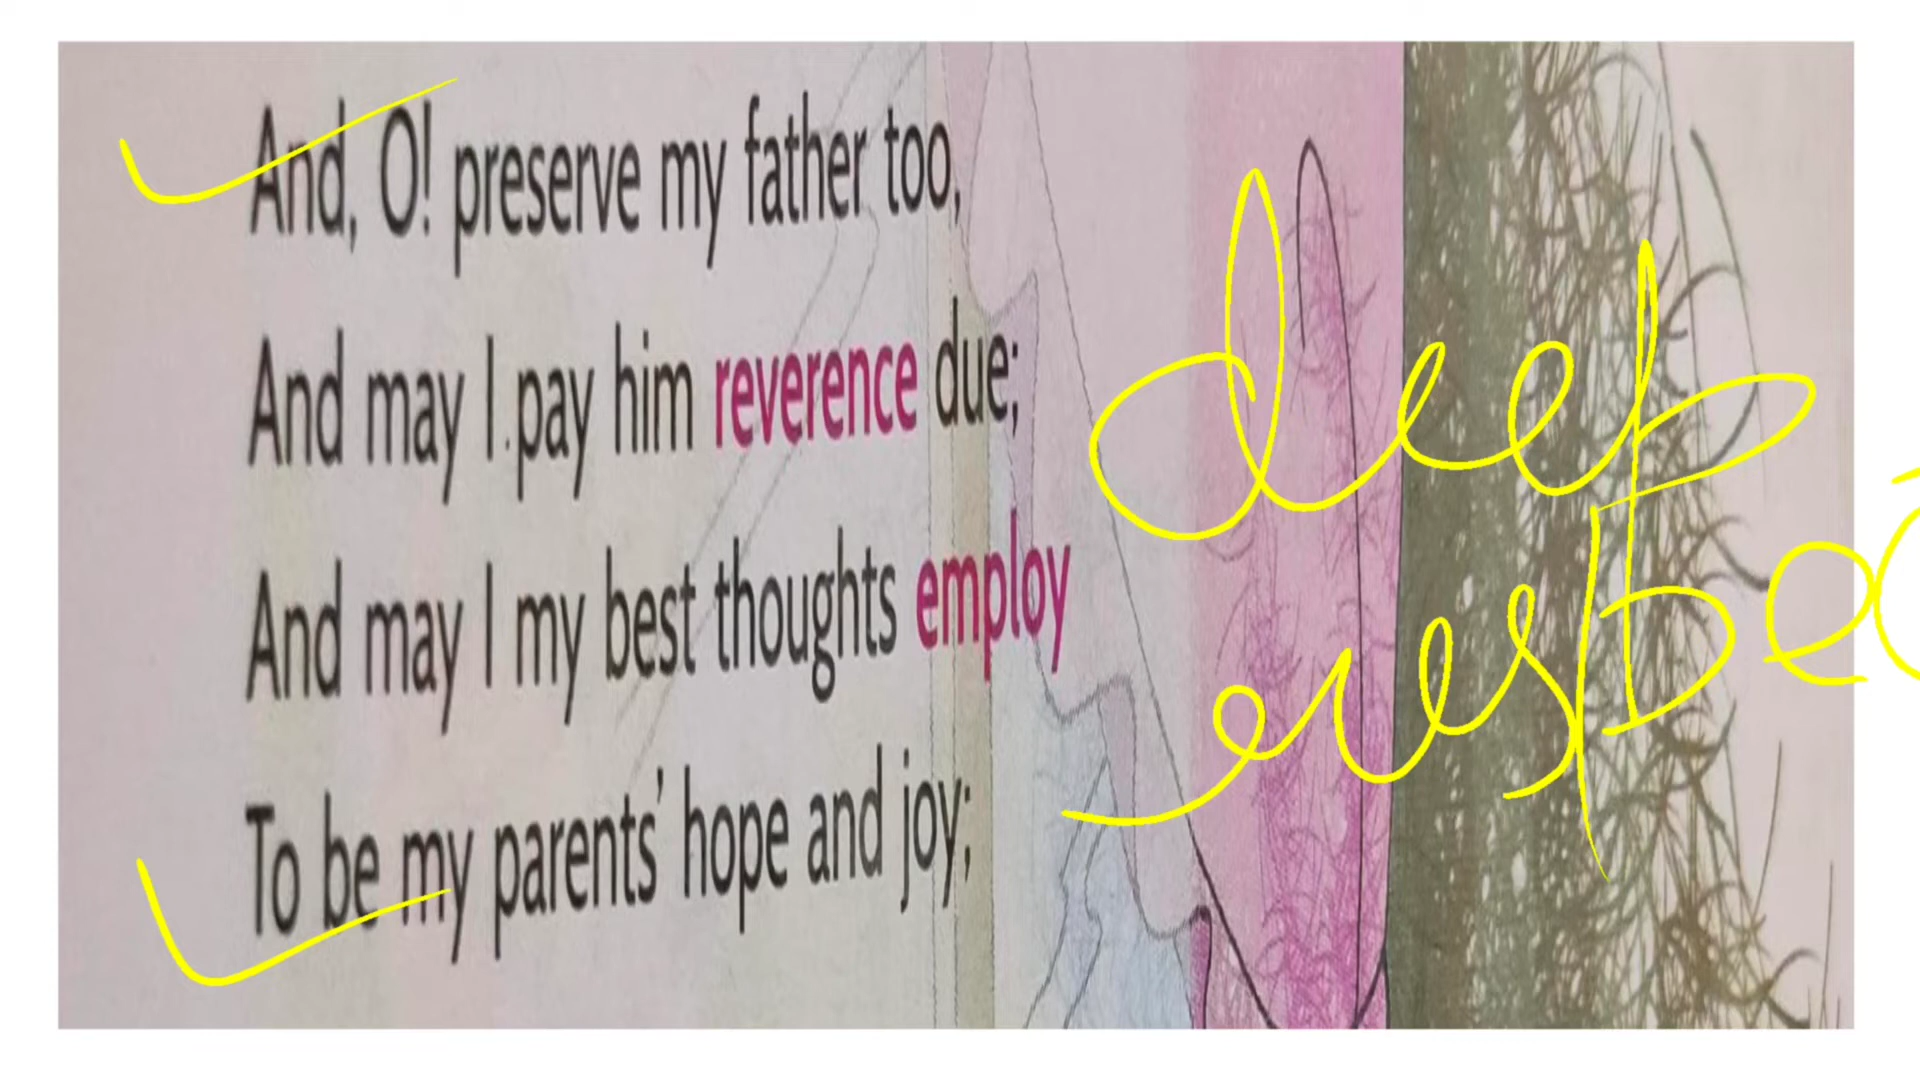 And, O! preserve my father too,
And may I pay him reverence due;
deep
And may I my best thoughts employ
respec
To be my parents' hope and joy;